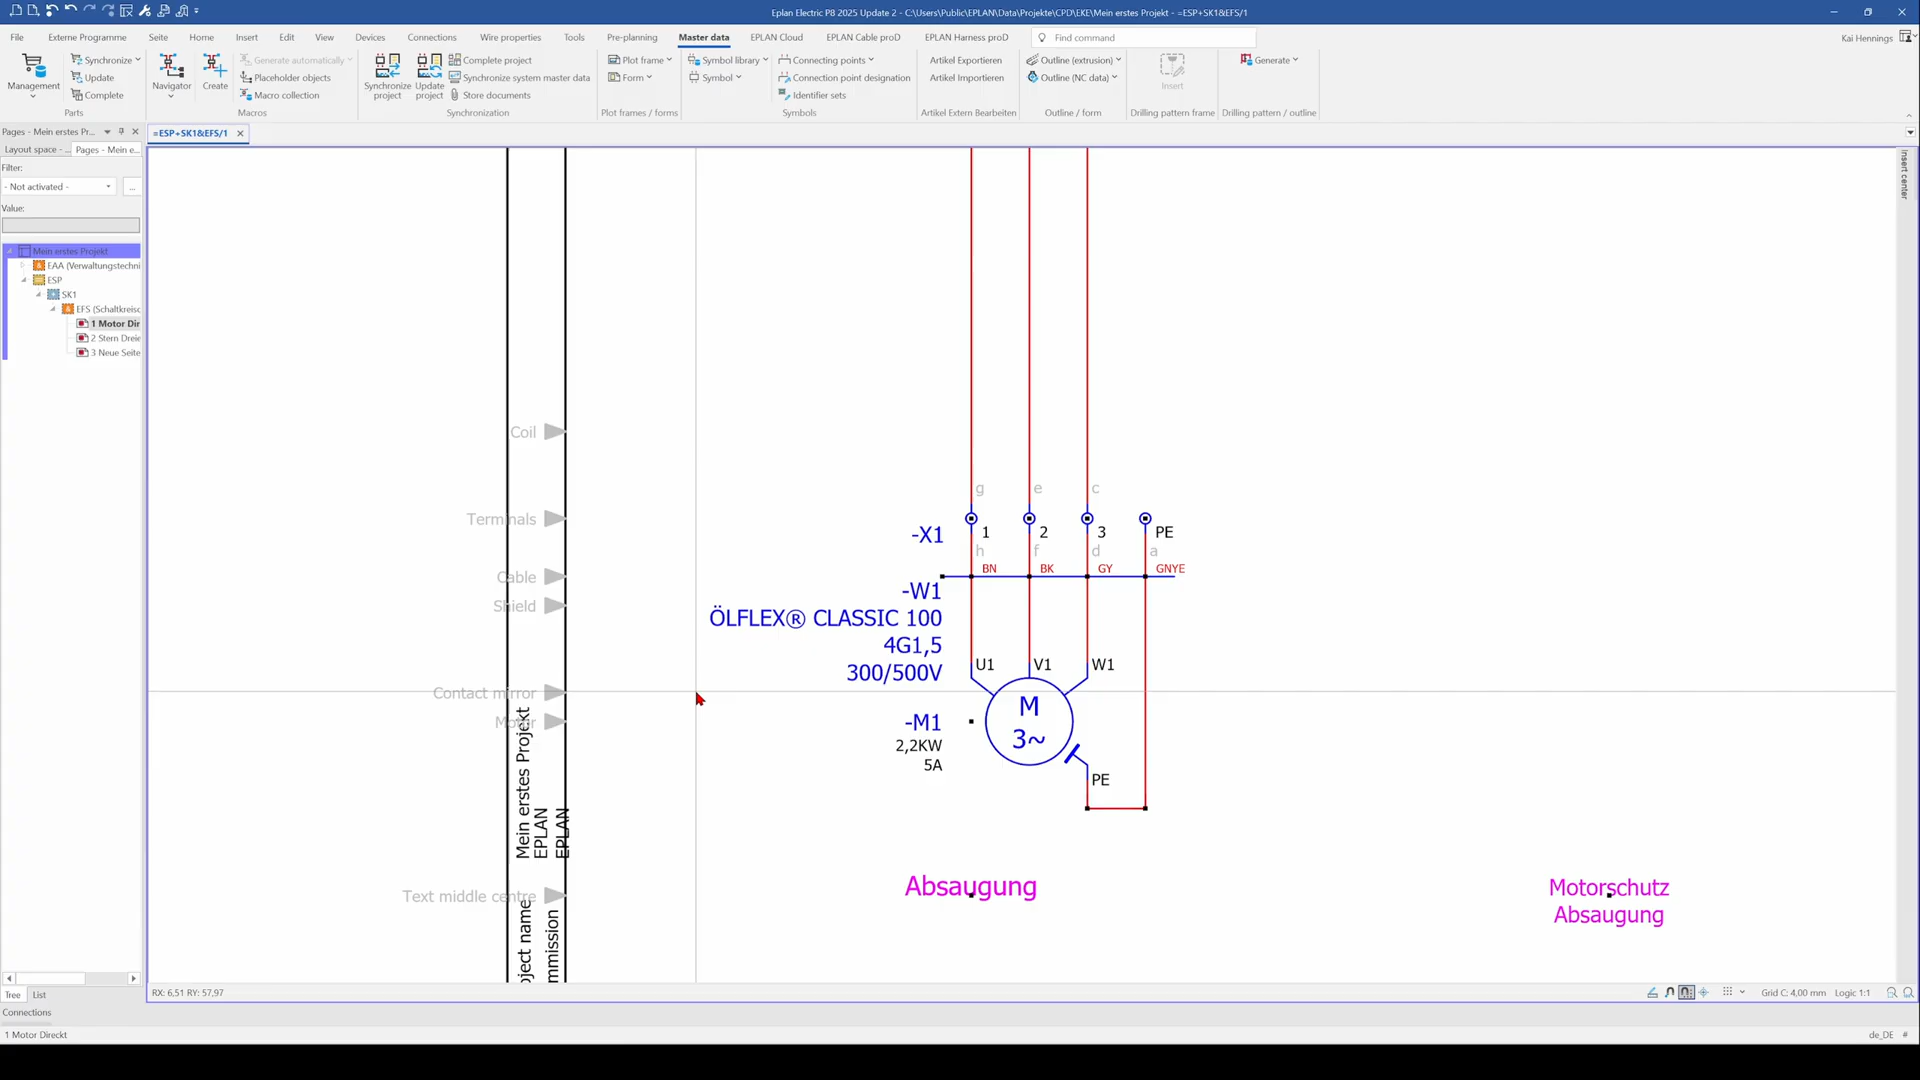 Eplan Electric P8 2025 Update 2 - C:\Users\Public\EPLAN\Data\Projekte\CPD\EKE\Mein erstes Projekt - =ESP+SK1&EFS/1
File Externe Programme Seite Home Insert Edit View Devices Connections Wire properties Tools Pre-planning Master data EPLAN Cloud EPLAN Cable proD EPLAN Harness proD Find command Kai Hennings
Management
Synchronize
Update
Complete
Parts
Navigator
Create
Generate automatically
Placeholder objects
Macro collection
Macros
Synchronize project
Update project
Complete project
Synchronize system master data
Store documents
Synchronization
Plot frame
Form
Plot frames / forms
Symbol library
Symbol
Connecting points
Connection point designation
Identifier sets
Symbols
Artikel Exportieren
Artikel Importieren
Artikel Extern Bearbeiten
Outline (extrusion)
Outline (NC data)
Outline / form
Insert
Drilling pattern frame
Generate
Drilling pattern / outline
Pages - Mein erstes Pr...
=ESP+SK1&EFS/1
Layout space - ... Pages - Mein e...
Filter:
- Not activated -
...
Value:
Mein erstes Projekt
EAA (Verwaltungstechni
ESP
SK1
EFS (Schaltkreisc
1 Motor Dir
2 Stern Dreie
3 Neue Seite
Tree List
Connections
1 Motor Direckt
Insert center
Coil
Terminals
Cable
Shield
Contact mirror
Motor
Text middle centre
Mein erstes Projekt
EPLAN
EPLAN
oject name
mmission
g e c
-X1 1 2 3 PE
h f d a
BN BK GY GNYE
-W1
ÖLFLEX® CLASSIC 100
4G1,5
300/500V
U1 V1 W1
M
3~
-M1
2,2KW
5A
PE
Absaugung
Motorschutz
Absaugung
RX: 6,51 RY: 57,97
Grid C: 4,00 mm Logic 1:1
de_DE #